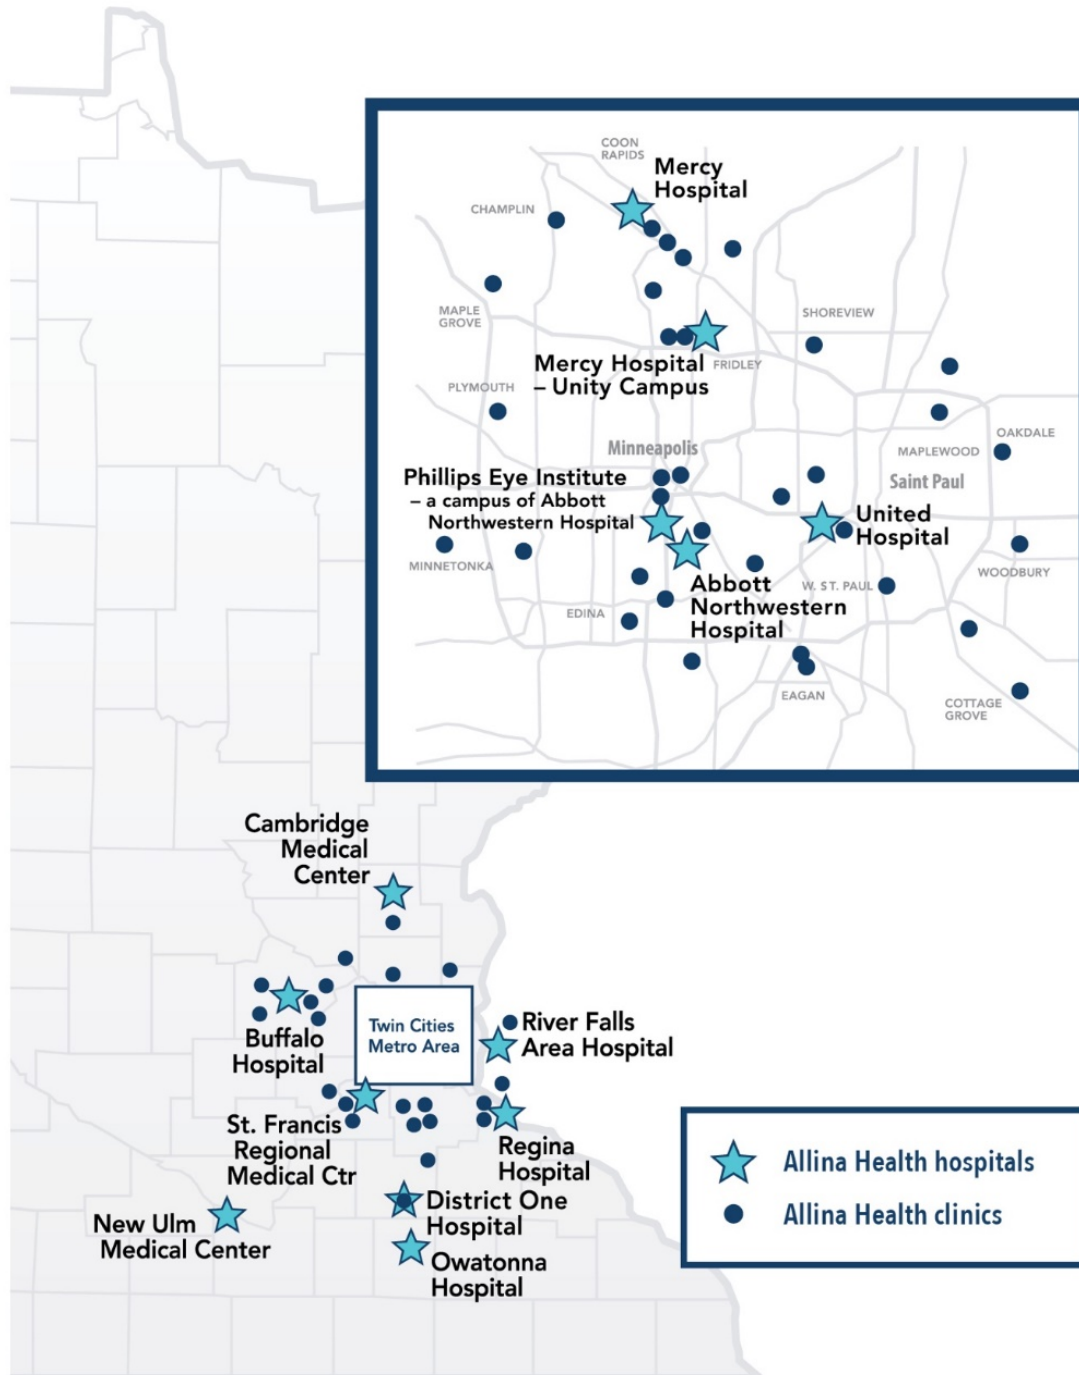 COON
RAPIDS
Mercy
Hospital
CHAMPLIN
MAPLE
GROVE
SHOREVIEW
Mercy Hospital
– Unity Campus
FRIDLEY
PLYMOUTH
OAKDALE
Minneapolis
MAPLEWOOD
Phillips Eye Institute
– a campus of Abbott
Northwestern Hospital
Saint Paul
United
Hospital
MINNETONKA
WOODBURY
Abbott
Northwestern
Hospital
W. ST. PAUL
EDINA
EAGAN
COTTAGE
GROVE
Cambridge
Medical
Center
Twin Cities
Metro Area
River Falls
Area Hospital
Buffalo
Hospital
St. Francis
Regional
Medical Ctr
Regina
Hospital
District One
Hospital
New Ulm
Medical Center
Owatonna
Hospital
Allina Health hospitals
Allina Health clinics